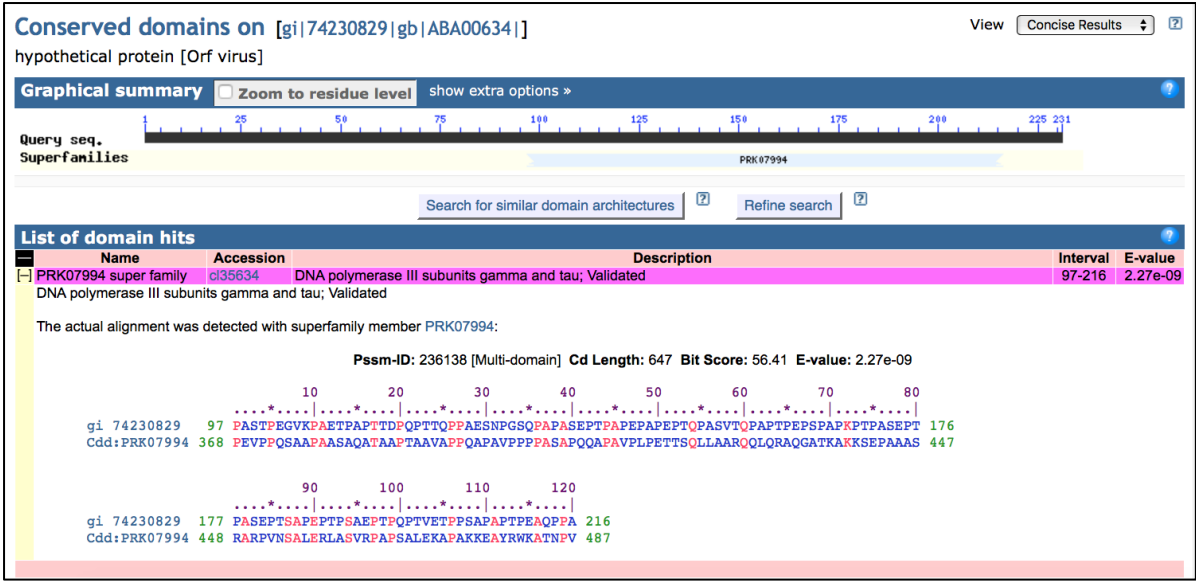 Conserved domains on [gi|74230829|gb|ABA00634|]
View Concise Results ?
hypothetical protein [Orf virus]
Graphical summary Zoom to residue level show extra options » ?
1 25 50 75 100 125 150 175 200 225 231
Query seq.
Superfamilies PRK07994
Search for similar domain architectures ? Refine search ?
List of domain hits ?
Name Accession Description Interval E-value
[-] PRK07994 super family cl35634 DNA polymerase III subunits gamma and tau; Validated 97-216 2.27e-09
DNA polymerase III subunits gamma and tau; Validated
The actual alignment was detected with superfamily member PRK07994:
Pssm-ID: 236138 [Multi-domain] Cd Length: 647 Bit Score: 56.41 E-value: 2.27e-09
10 20 30 40 50 60 70 80
....*....|....*....|....*....|....*....|....*....|....*....|....*....|....*....|
gi 74230829 97 PASTPEGVKPAETPAPTTDPQPTTQPPAESNPGSQPAPASEPTPAPEPAPEPTQPASVTQPAPTPEPSPAPKPTPASEPT 176
Cdd:PRK07994 368 PEVPPQSAAPAASAQATAAPTAAVAPPQAPAVPPPPASAPQQAPAVPLPETTSQLLAARQQLQRAQGATKAKKSEPAAAS 447
90 100 110 120
....*....|....*....|....*....|....*....|
gi 74230829 177 PASEPTSAPEPTPSAEPTPQPTVETPPSAPAPTPEAQPPA 216
Cdd:PRK07994 448 RARPVNSALERLASVRPAPSALEKAPAKKEAYRWKATNPV 487